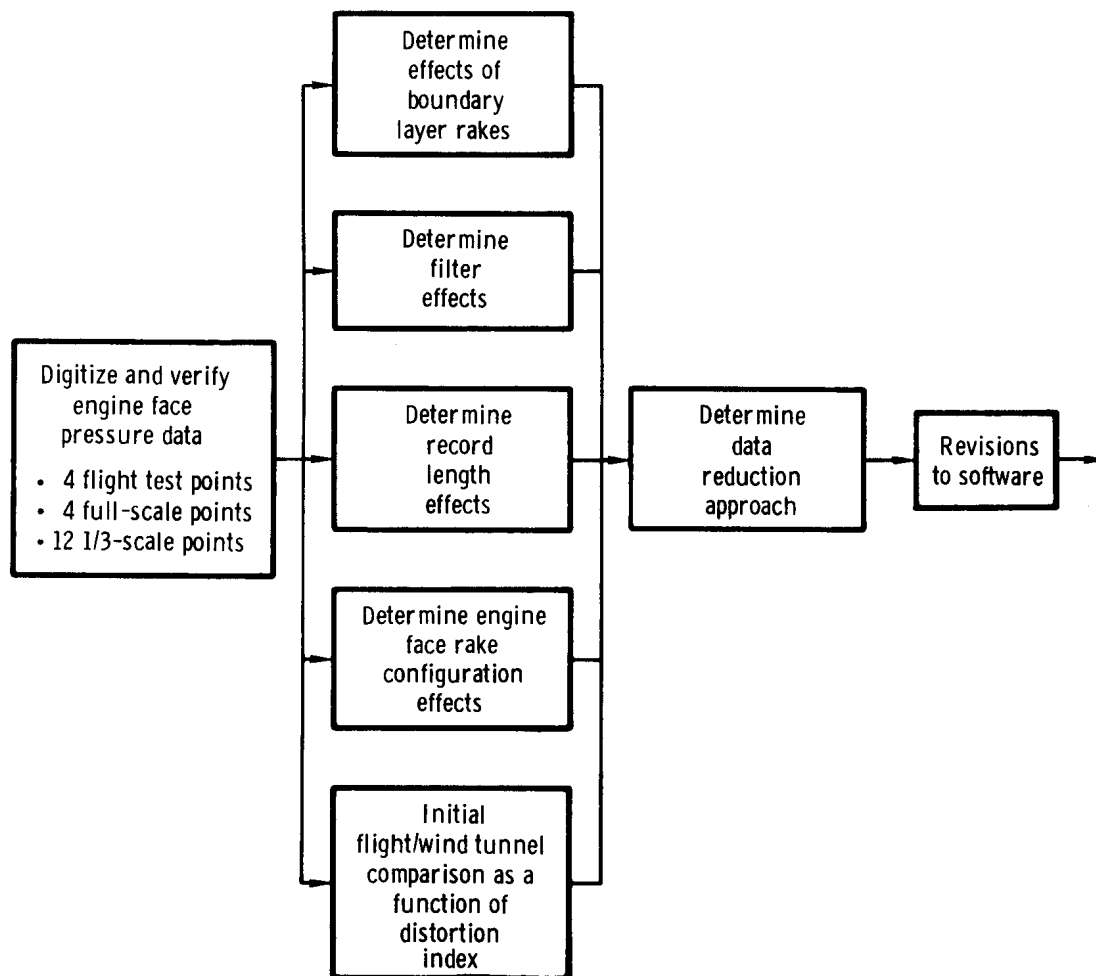 Determine
effects of
boundary
layer rakes
Determine
filter
effects
Digitize and verify
engine face
pressure data
• 4 flight test points
• 4 full-scale points
• 12 1/3-scale points
Determine
record
length
effects
Determine
data
reduction
approach
Revisions
to software
Determine engine
face rake
configuration
effects
Initial
flight/wind tunnel
comparison as a
function of
distortion
index